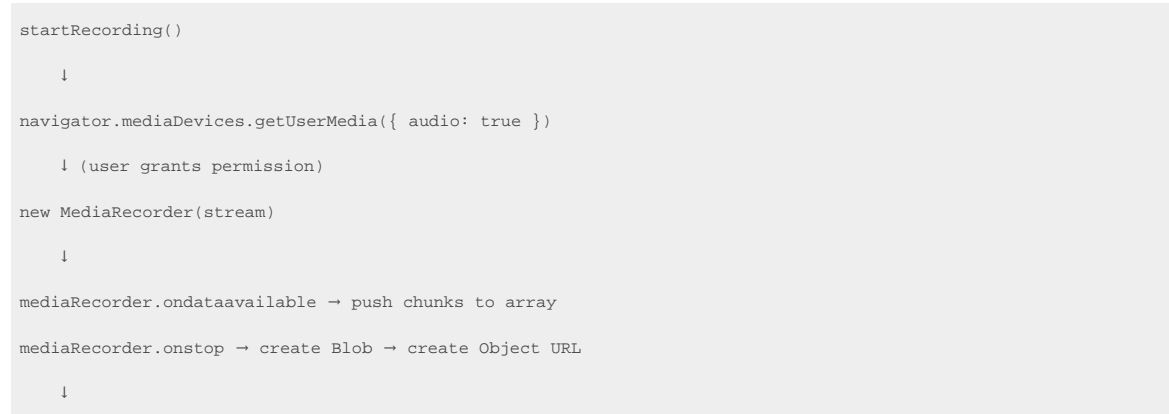 startRecording()
↓
navigator.mediaDevices.getUserMedia({ audio: true })
↓ (user grants permission)
new MediaRecorder(stream)
↓
mediaRecorder.ondataavailable → push chunks to array
mediaRecorder.onstop → create Blob → create Object URL
↓